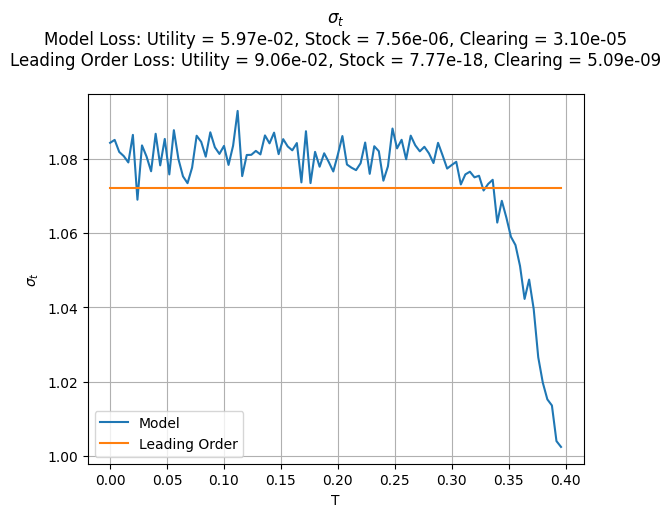 σt
Model Loss: Utility = 5.97e-02, Stock = 7.56e-06, Clearing = 3.10e-05
Leading Order Loss: Utility = 9.06e-02, Stock = 7.77e-18, Clearing = 5.09e-09
1.08
1.06
1.04
1.02
1.00
σt
Model
Leading Order
0.00 0.05 0.10 0.15 0.20 0.25 0.30 0.35 0.40
T